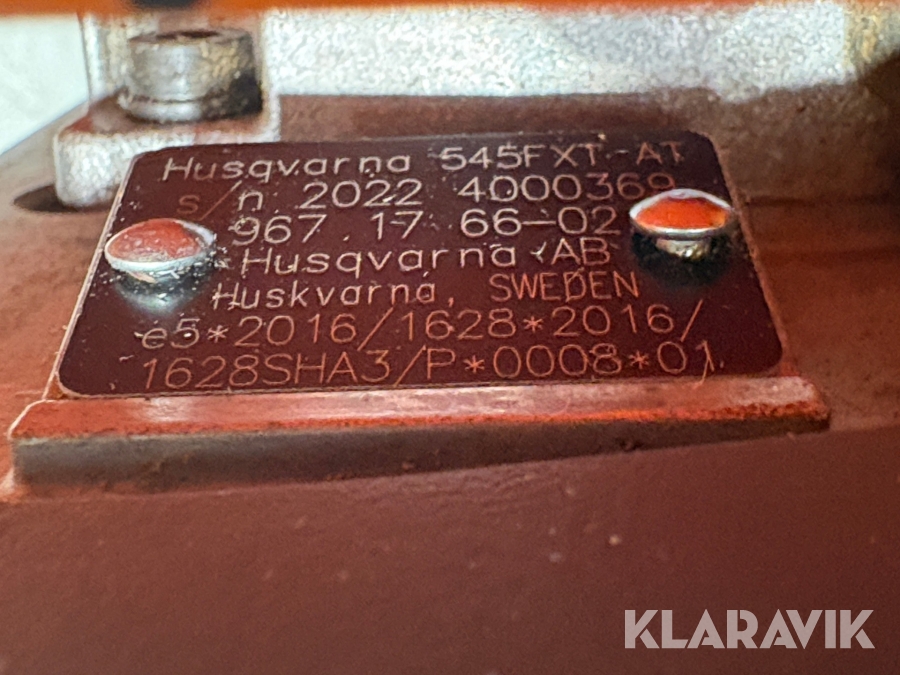 Husqvarna 545FXT-AT
s/n 2022 4000369
967 17 66-02
Husqvarna AB
Huskvarna, SWEDEN
e5*2016/1628*2016/
1628SHA3/P*0008*01
KLARAVIK